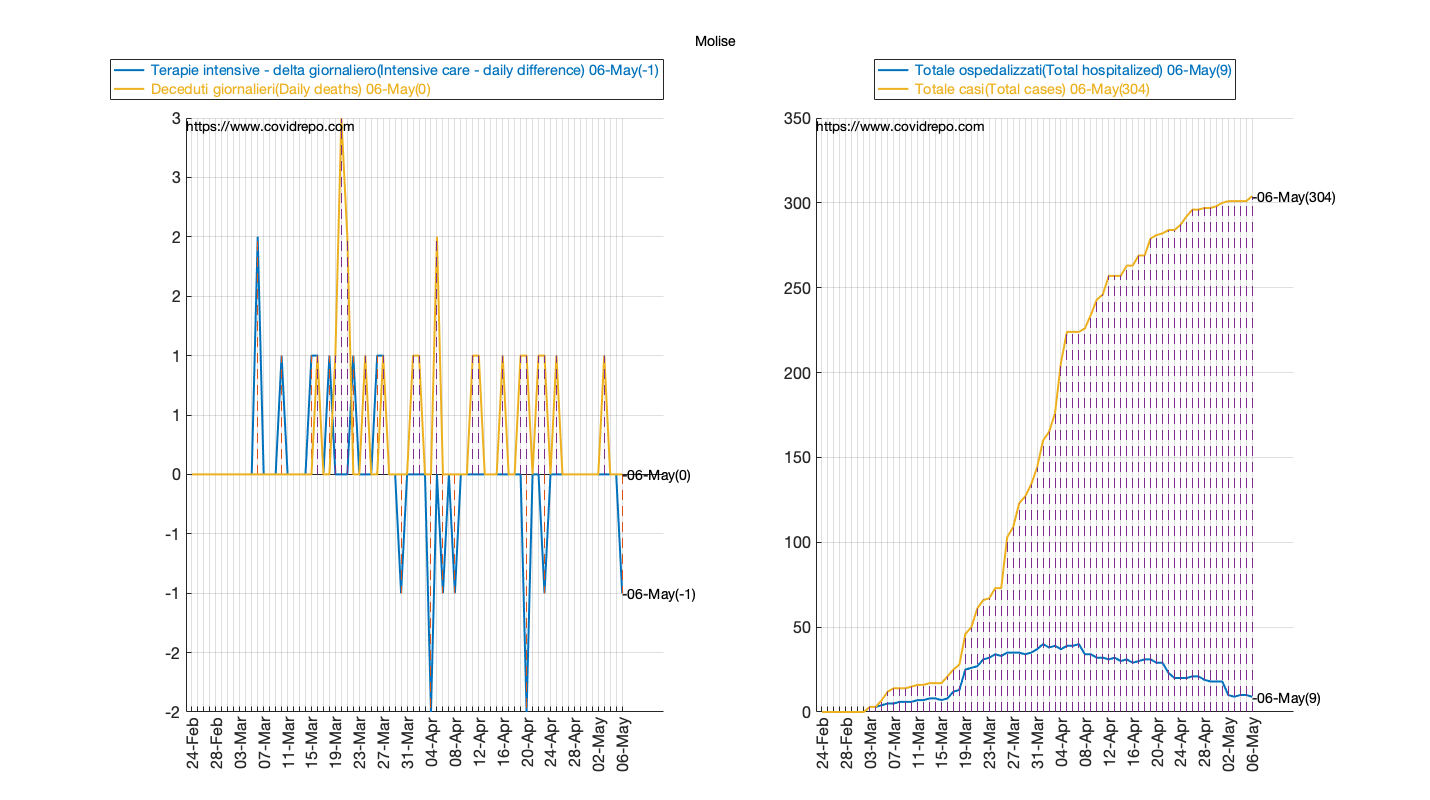 Molise
Terapie intensive - delta giornaliero(Intensive care - daily difference) 06-May(-1)
Deceduti giornalieri(Daily deaths) 06-May(0)
https://www.covidrepo.com
3
3
2
2
1
1
0
-1
-1
-2
-2
06-May(0)
06-May(-1)
24-Feb
28-Feb
03-Mar
07-Mar
11-Mar
15-Mar
19-Mar
23-Mar
27-Mar
31-Mar
04-Apr
08-Apr
12-Apr
16-Apr
20-Apr
24-Apr
28-Apr
02-May
06-May
Totale ospedalizzati(Total hospitalized) 06-May(9)
Totale casi(Total cases) 06-May(304)
https://www.covidrepo.com
350
300
250
200
150
100
50
0
06-May(304)
06-May(9)
24-Feb
28-Feb
03-Mar
07-Mar
11-Mar
15-Mar
19-Mar
23-Mar
27-Mar
31-Mar
04-Apr
08-Apr
12-Apr
16-Apr
20-Apr
24-Apr
28-Apr
02-May
06-May